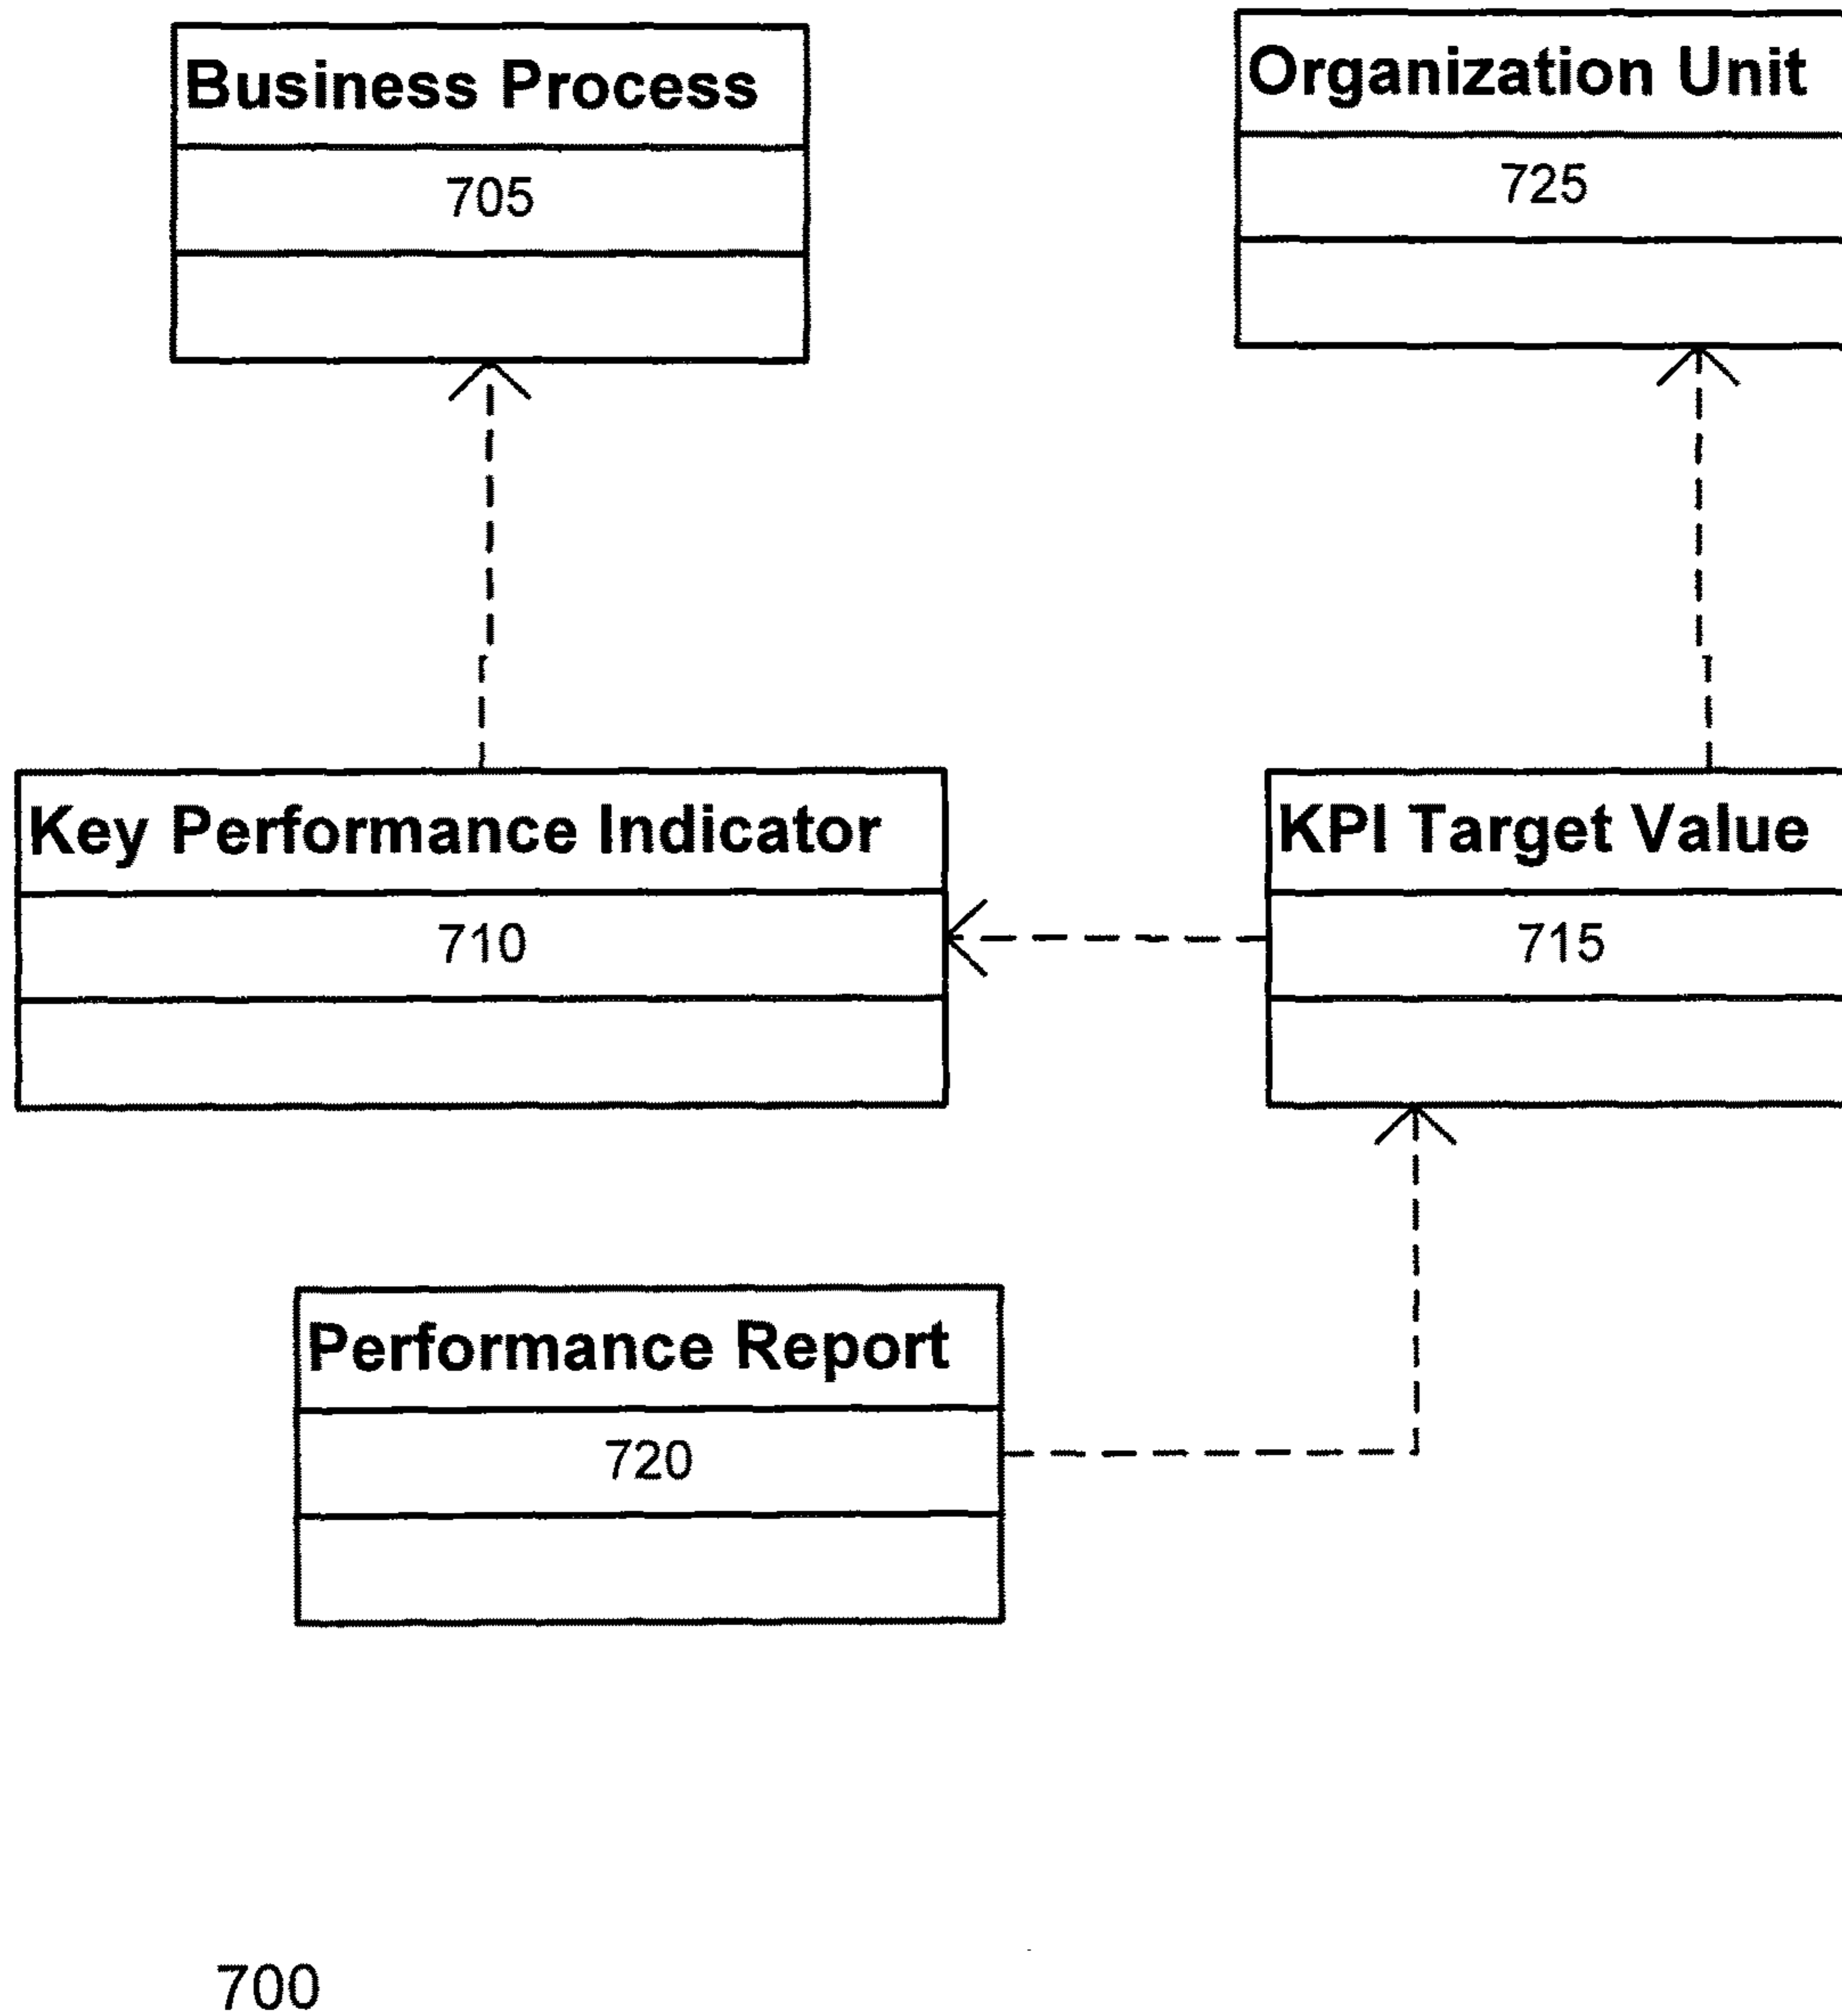 Business Process
705
Organization Unit
725
Key Performance Indicator
710
KPI Target Value
715
Performance Report
720
700